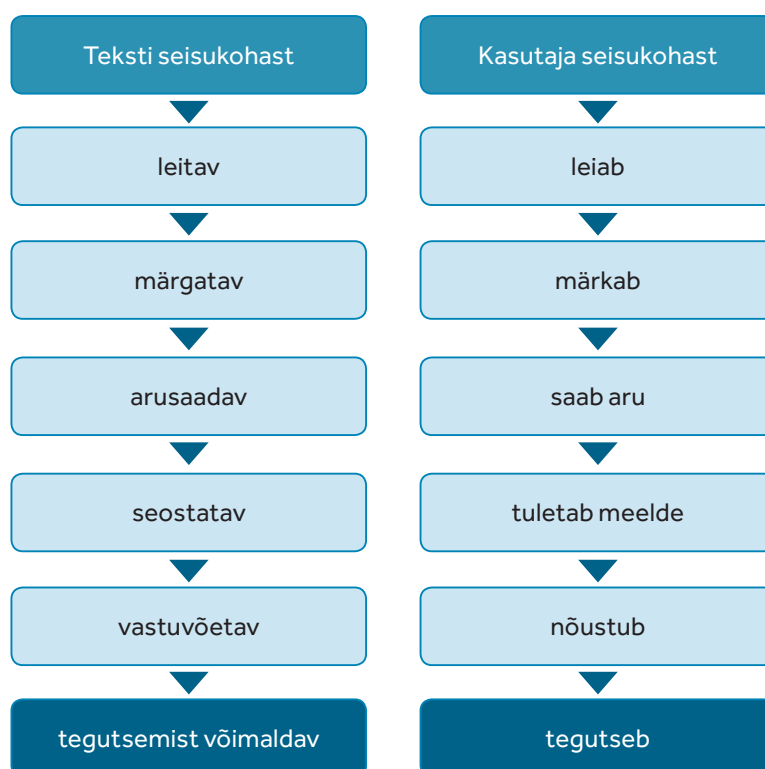 Teksti seisukohast
leitav
märgatav
arusaadav
seostatav
vastuvõetav
tegutsemist võimaldav
Kasutaja seisukohast
leiab
märkab
saab aru
tuletab meelde
nõustub
tegutseb